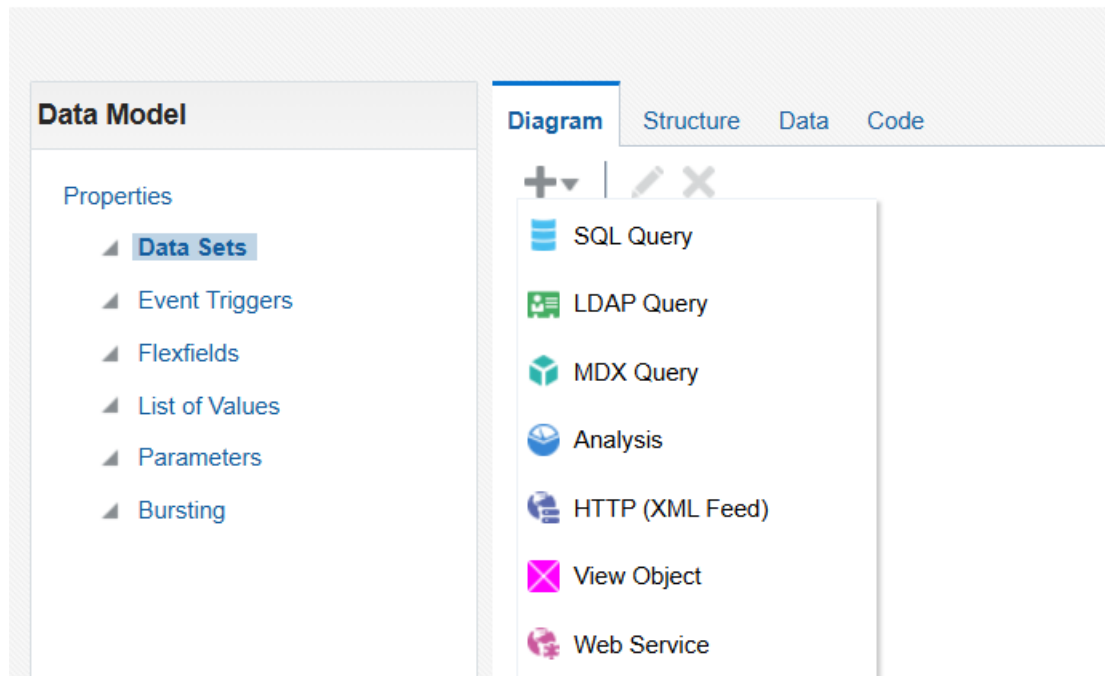 Data Model
Properties
Data Sets
Event Triggers
Flexfields
List of Values
Parameters
Bursting
Diagram Structure Data Code
SQL Query
LDAP Query
MDX Query
Analysis
HTTP (XML Feed)
View Object
Web Service